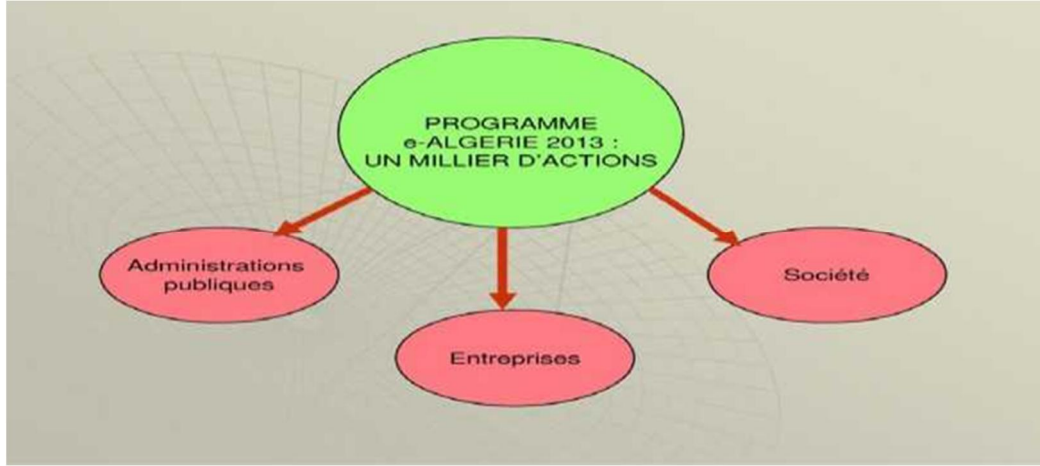 PROGRAMME
e-ALGERIE 2013 :
UN MILLIER D'ACTIONS
Administrations
publiques
Entreprises
Société